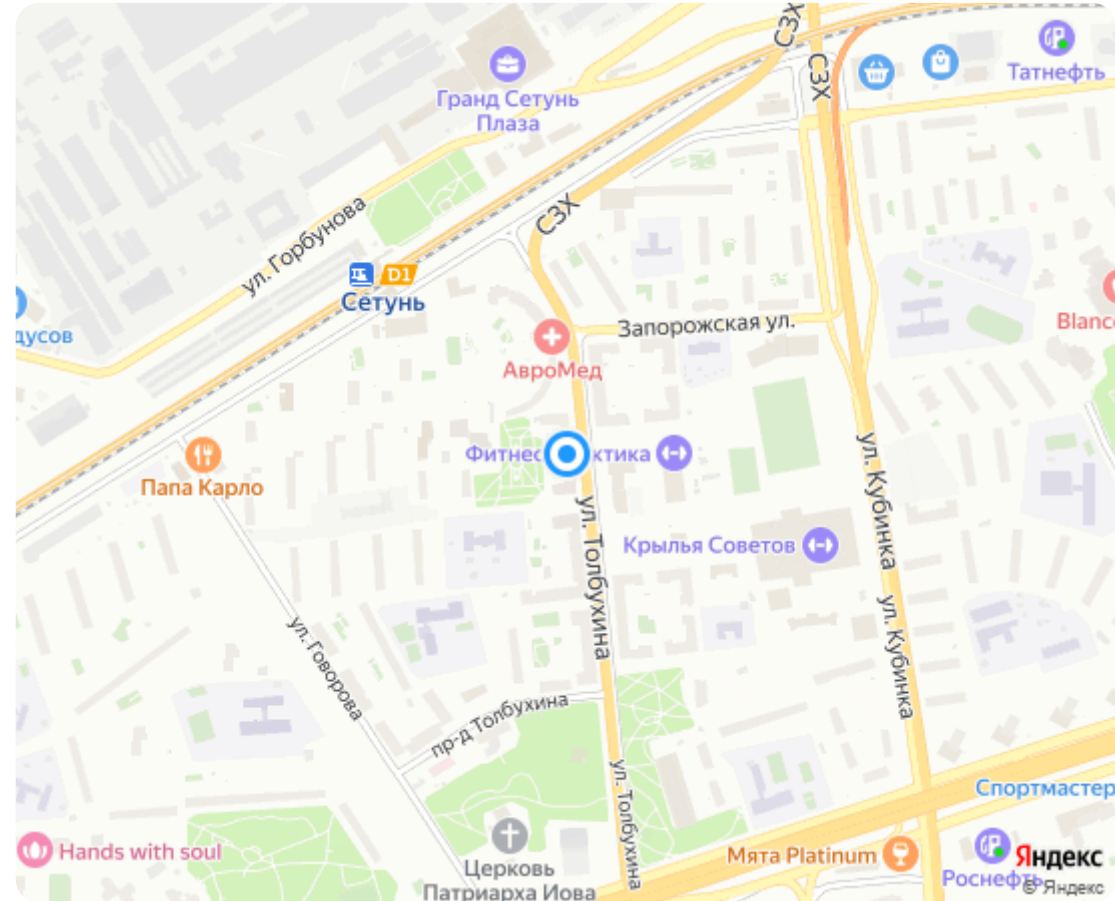 СЗХ
СЗХ
Татнефть
Гранд Сетунь
Плаза
СЗХ
ул. Горбунова
D1
Сетунь
дусов
Запорожская ул.
Blanc
АвроМед
Папа Карло
Фитнес
ктика
ул. Кубинка
ул. Толбухина
Крылья Советов
ул. Кубинка
ул. Говорова
пр-д Толбухина
ул. Толбухина
Спортмастер
Hands with soul
Мята Platinum
Церковь
Патриарха Иова
Роснефть
Яндекс
© Яндекс